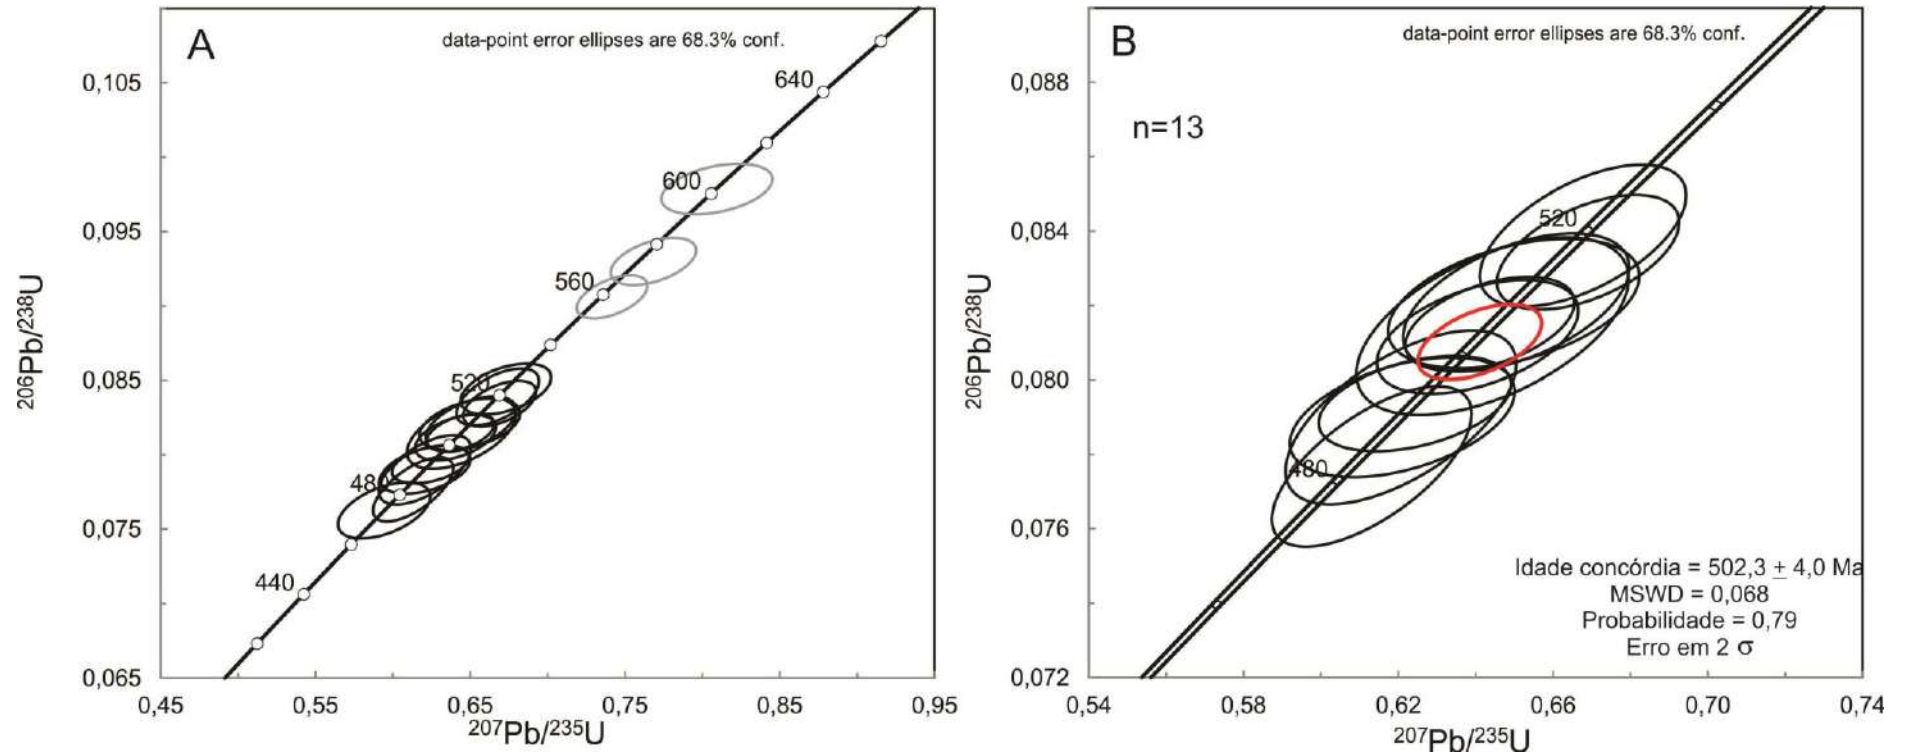 A
data-point error ellipses are 68.3% conf.
0,105
0,095
0,085
0,075
0,065
640
600
560
520
480
440
0,45
0,55
0,65
0,75
0,85
0,95
206Pb/238U
207Pb/235U
B
data-point error ellipses are 68.3% conf.
n=13
0,088
0,084
0,080
0,076
0,072
520
480
Idade concórdia = 502,3 ± 4,0 Ma
MSWD = 0,068
Probabilidade = 0,79
Erro em 2 σ
0,54
0,58
0,62
0,66
0,70
0,74
206Pb/238U
207Pb/235U